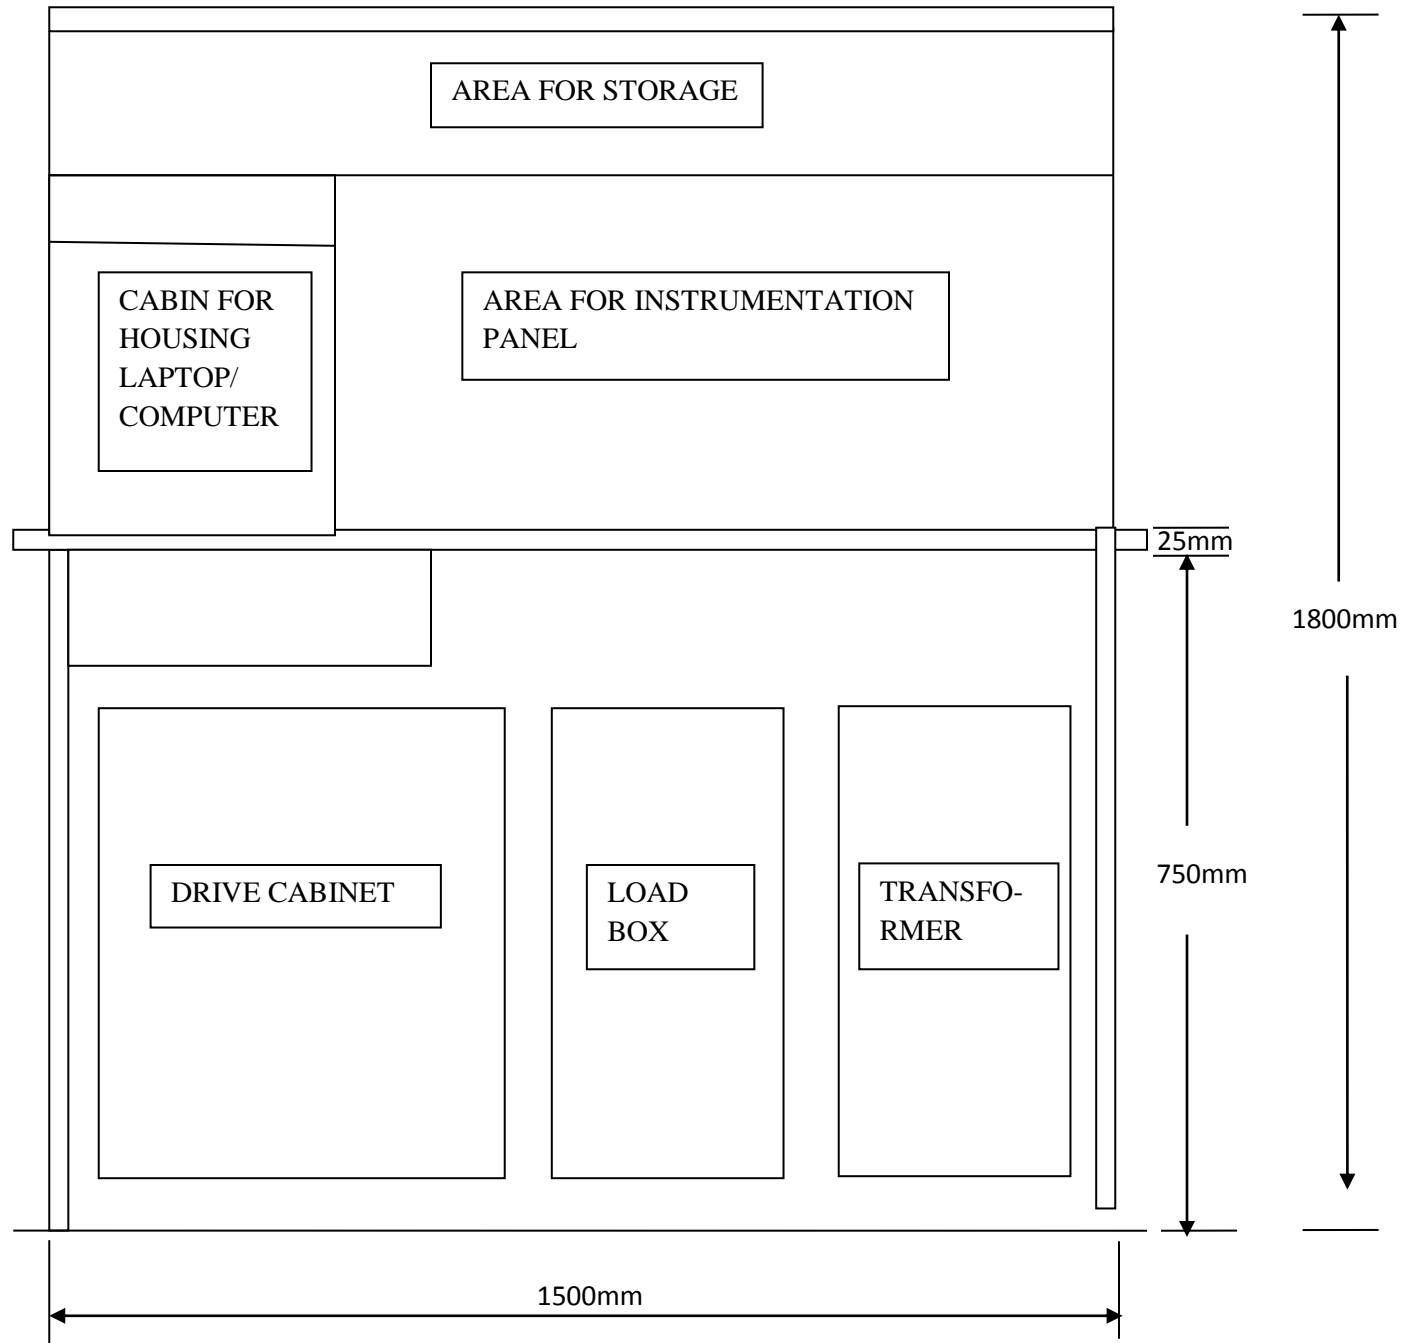 AREA FOR STORAGE
CABIN FOR
HOUSING
LAPTOP/
COMPUTER
AREA FOR INSTRUMENTATION
PANEL
25mm
1800mm
750mm
DRIVE CABINET
LOAD
BOX
TRANSFO-
RMER
1500mm